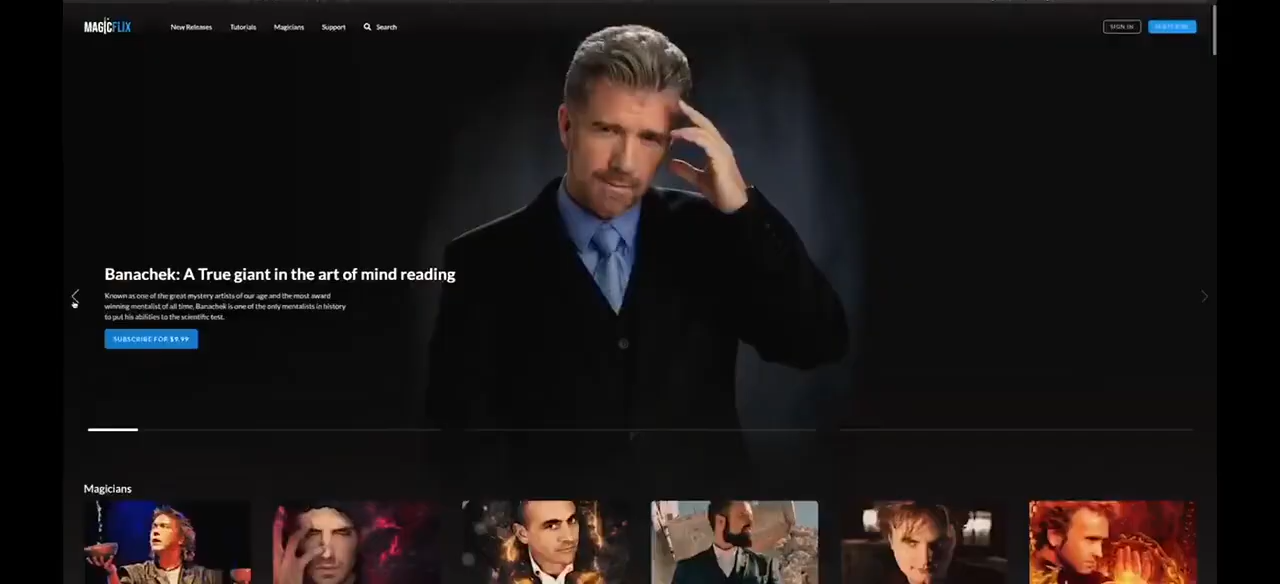 MAGICFLIX
New Releases
Tutorials
Magicians
Support
Search
SIGN IN
SUBSCRIBE
Banachek: A True giant in the art of mind reading
Known as one of the great mystery artists of our age and the most award
winning mentalist of all time, Banachek is one of the only mentalists in history
to put his abilities to the scientific test.
SUBSCRIBE FOR $9.99
Magicians